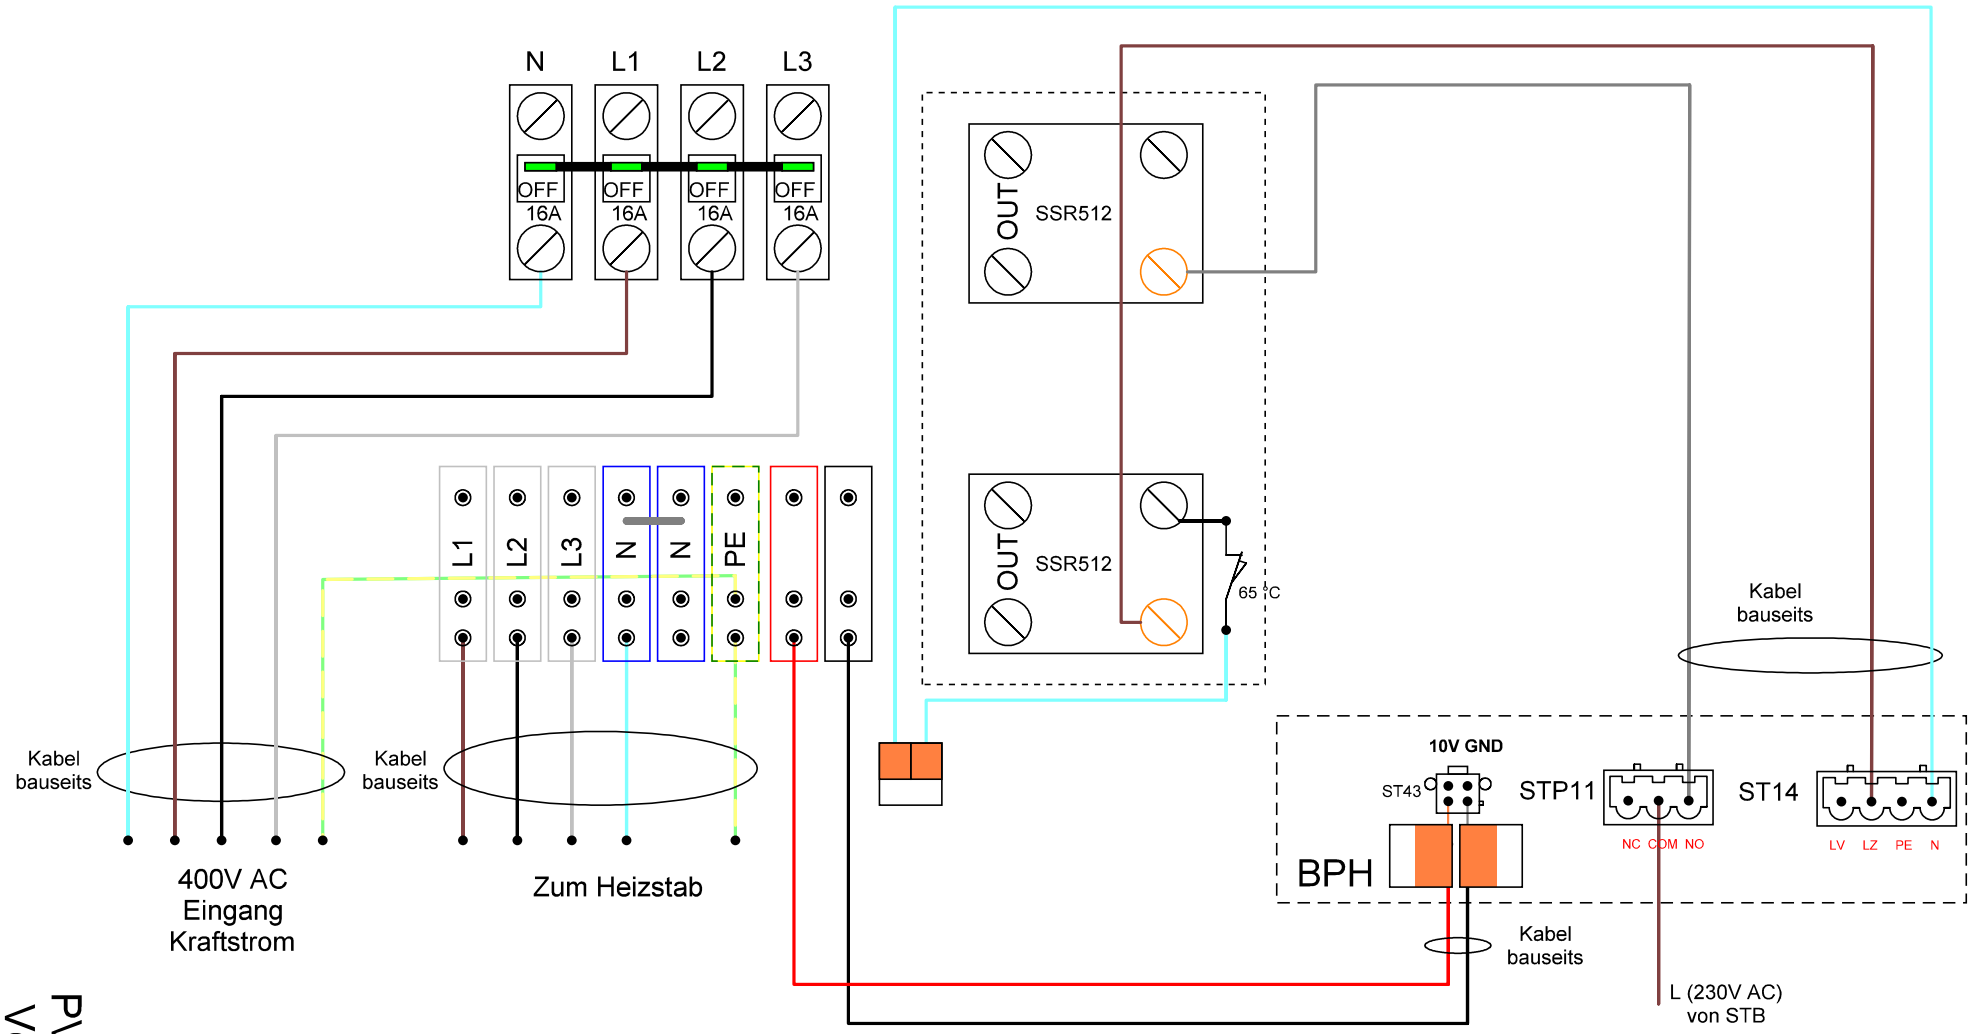 N L1 L2 L3
OFF OFF OFF OFF
16A 16A 16A 16A
OUT
SSR512
OUT
SSR512
65 °C
L1 L2 L3 N N PE
Kabel
bauseits
Kabel
bauseits
Kabel
bauseits
400V AC
Eingang
Kraftstrom
Zum Heizstab
10V GND
ST43
STP11
ST14
NC COM NO
LV LZ PE N
BPH
Kabel
bauseits
L (230V AC)
von STB